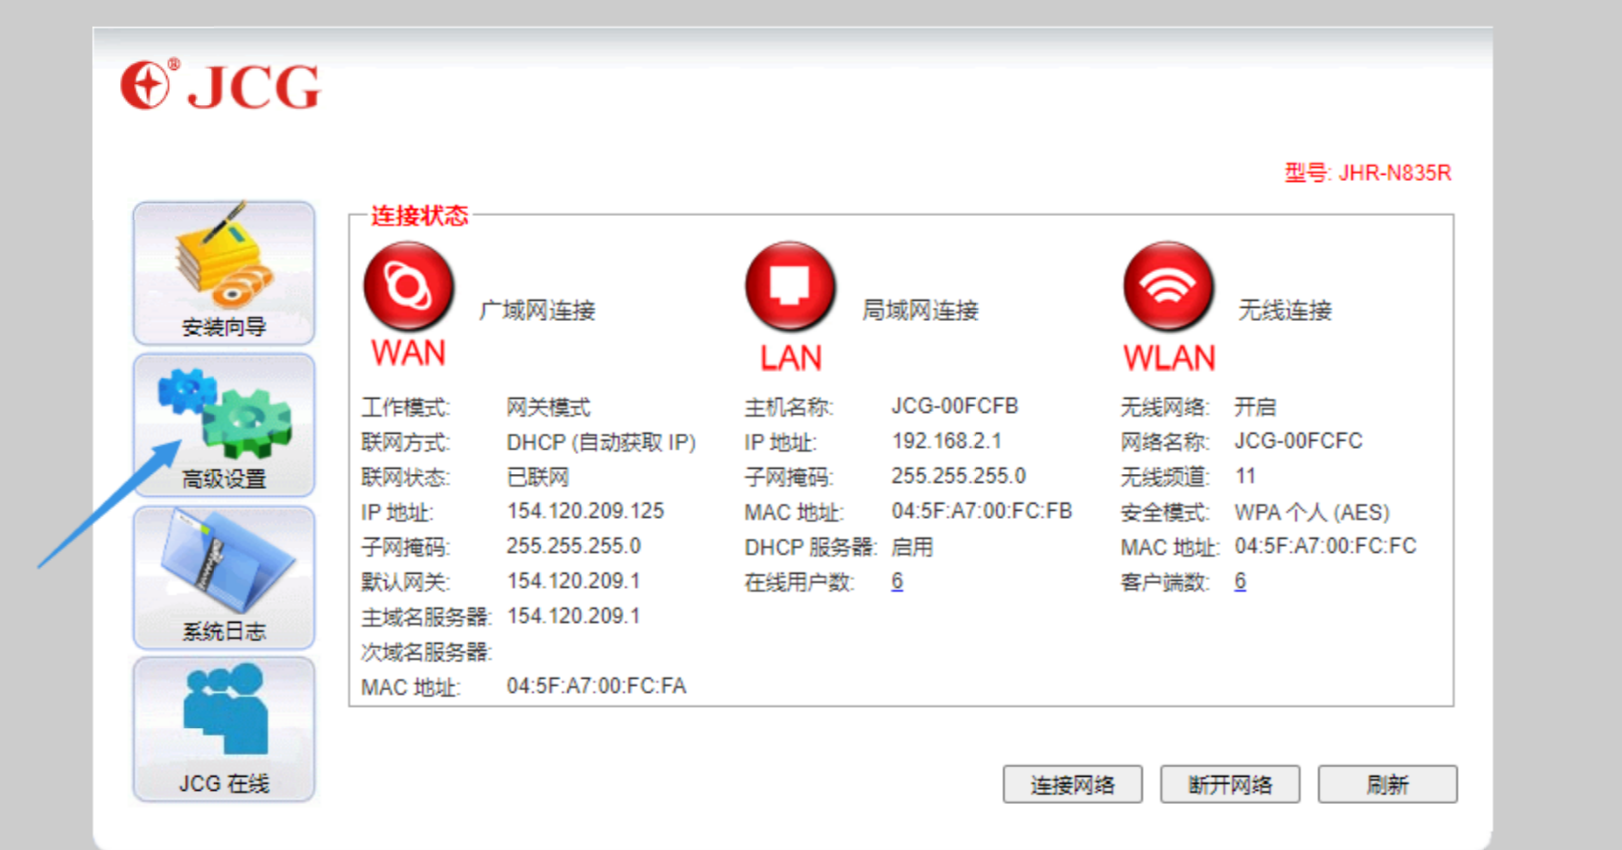 JCG®
型号: JHR-N835R
安装向导
高级设置
系统日志
JCG 在线
连接状态
广域网连接
WAN
工作模式: 网关模式
联网方式: DHCP (自动获取 IP)
联网状态: 已联网
IP 地址: 154.120.209.125
子网掩码: 255.255.255.0
默认网关: 154.120.209.1
主域名服务器: 154.120.209.1
次域名服务器:
MAC 地址: 04:5F:A7:00:FC:FA
局域网连接
LAN
主机名称: JCG-00FCFB
IP 地址: 192.168.2.1
子网掩码: 255.255.255.0
MAC 地址: 04:5F:A7:00:FC:FB
DHCP 服务器: 启用
在线用户数: 6
无线连接
WLAN
无线网络: 开启
网络名称: JCG-00FCFC
无线频道: 11
安全模式: WPA 个人 (AES)
MAC 地址: 04:5F:A7:00:FC:FC
客户端数: 6
连接网络
断开网络
刷新